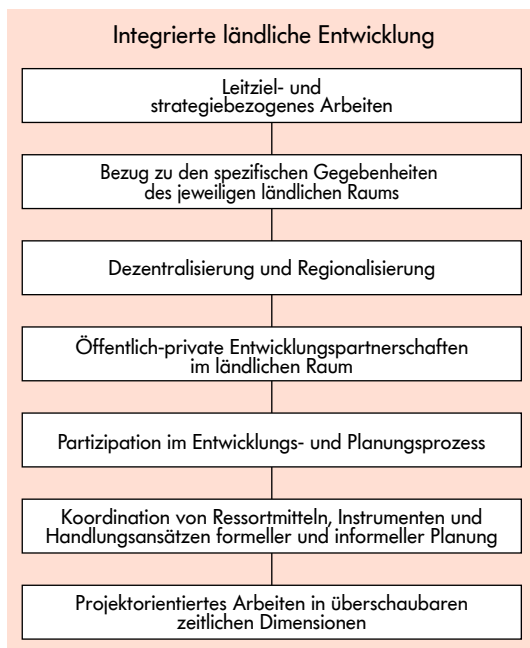 Integrierte ländliche Entwicklung
Leitziel- und
strategiebezogenes Arbeiten
Bezug zu den spezifischen Gegebenheiten
des jeweiligen ländlichen Raums
Dezentralisierung und Regionalisierung
Öffentlich-private Entwicklungspartnerschaften
im ländlichen Raum
Partizipation im Entwicklungs- und Planungsprozess
Koordination von Ressortmitteln, Instrumenten und
Handlungsansätzen formeller und informeller Planung
Projektorientiertes Arbeiten in überschaubaren
zeitlichen Dimensionen